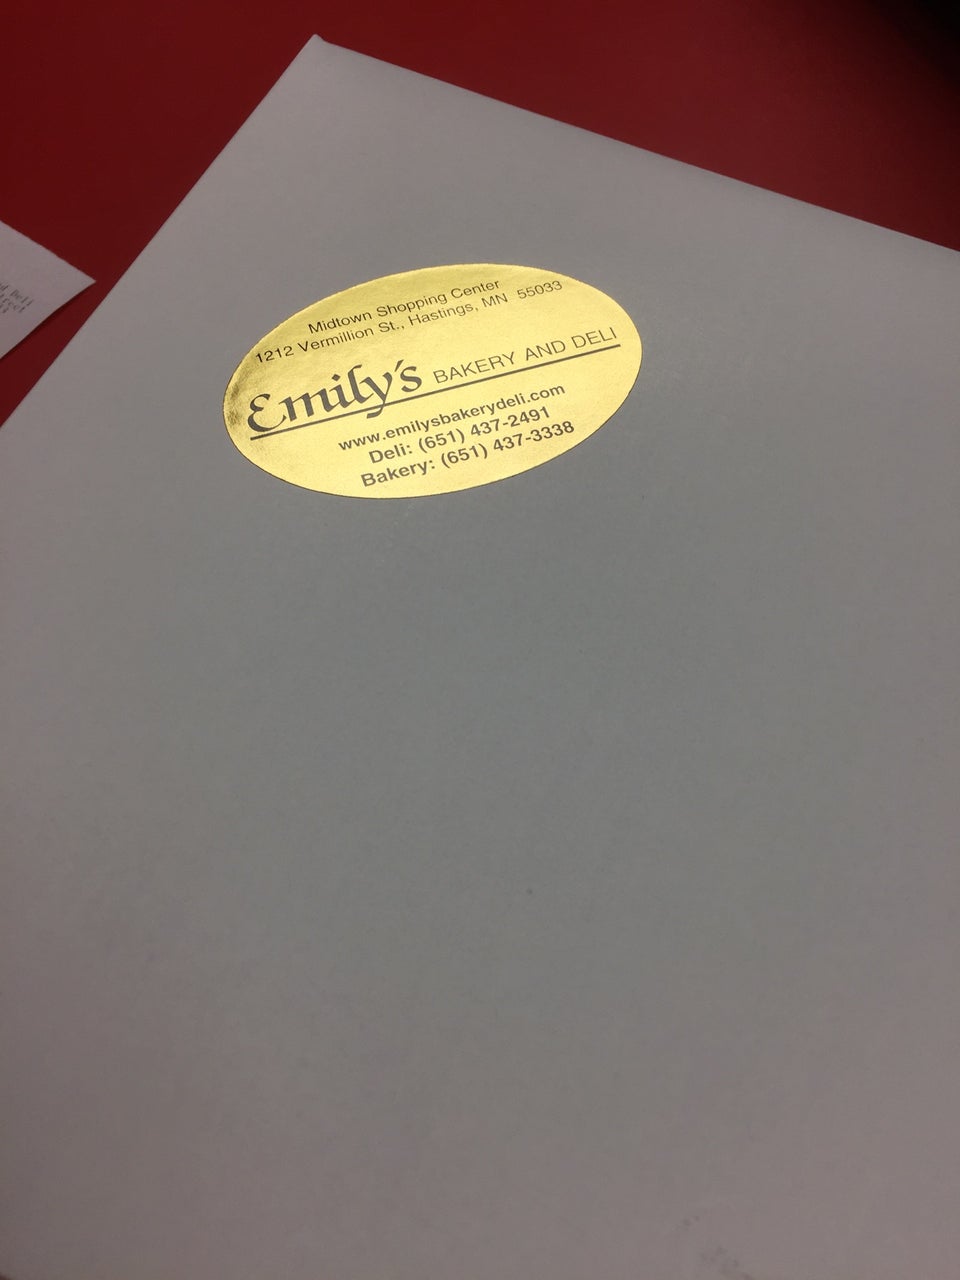 Midtown Shopping Center
1212 Vermillion St., Hastings, MN 55033
Emily's BAKERY AND DELI
www.emilysbakerydeli.com
Deli: (651) 437-2491
Bakery: (651) 437-3338
Deli